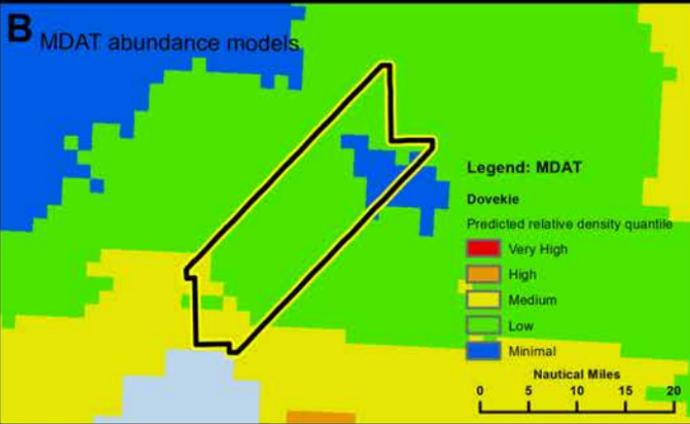 B MDAT abundance models
Legend: MDAT
Dovekie
Predicted relative density quantile
Very High
High
Medium
Low
Minimal
Nautical Miles
0 5 10 15 20